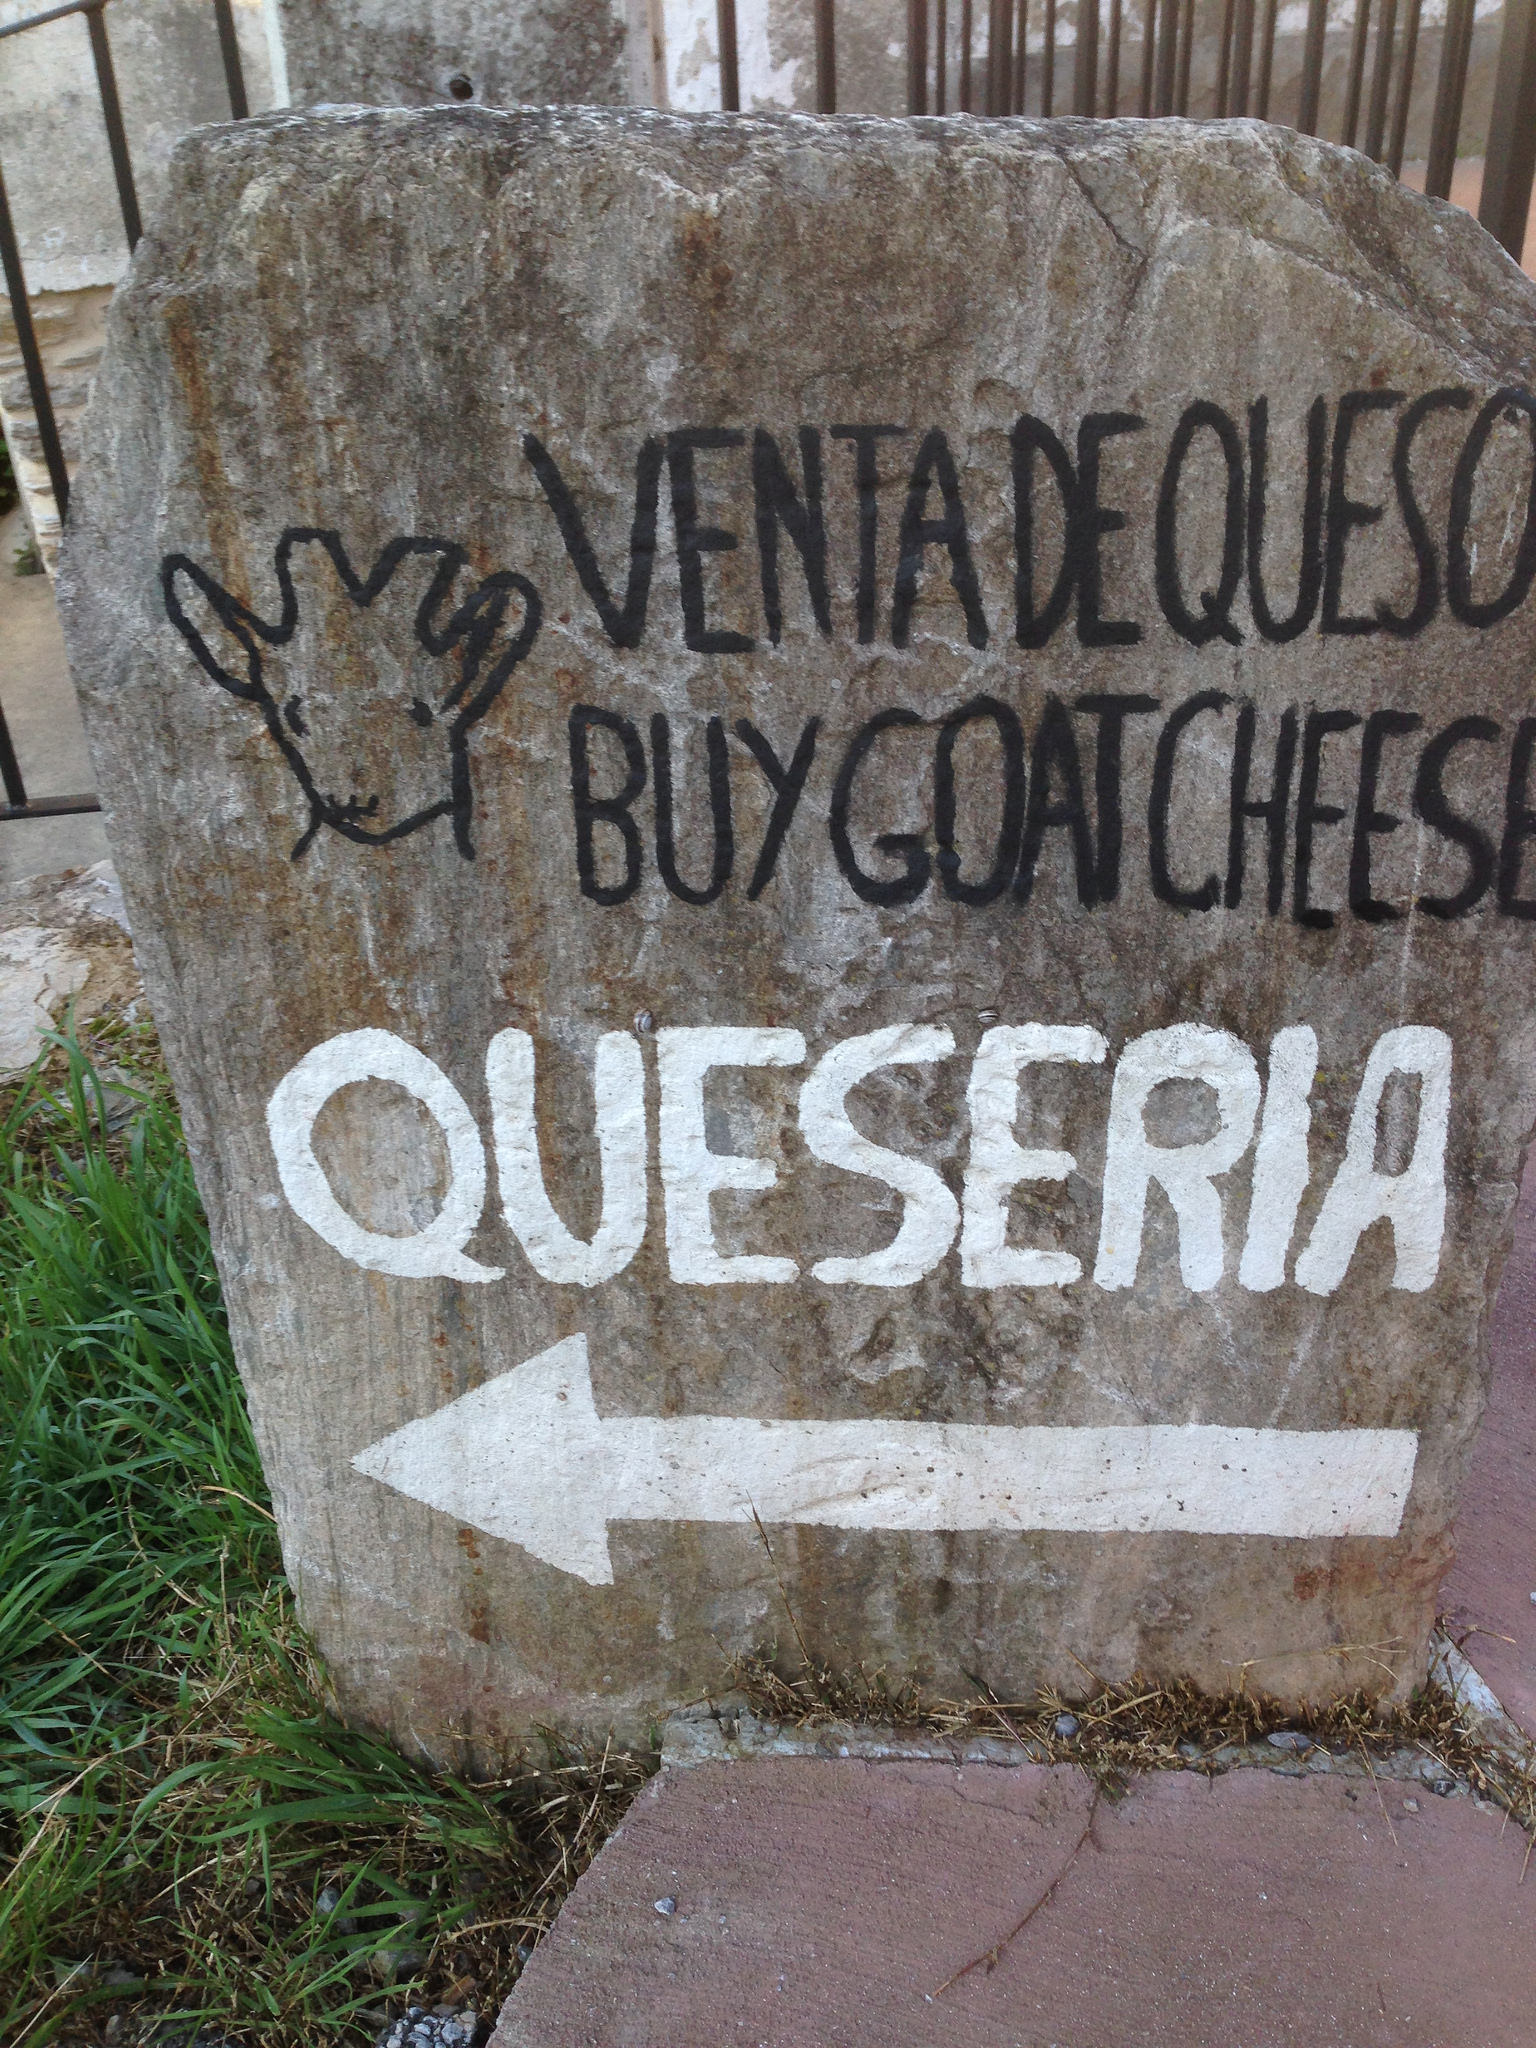 VENTA DE QUESO
BUY GOAT CHEESE
QUESERIA